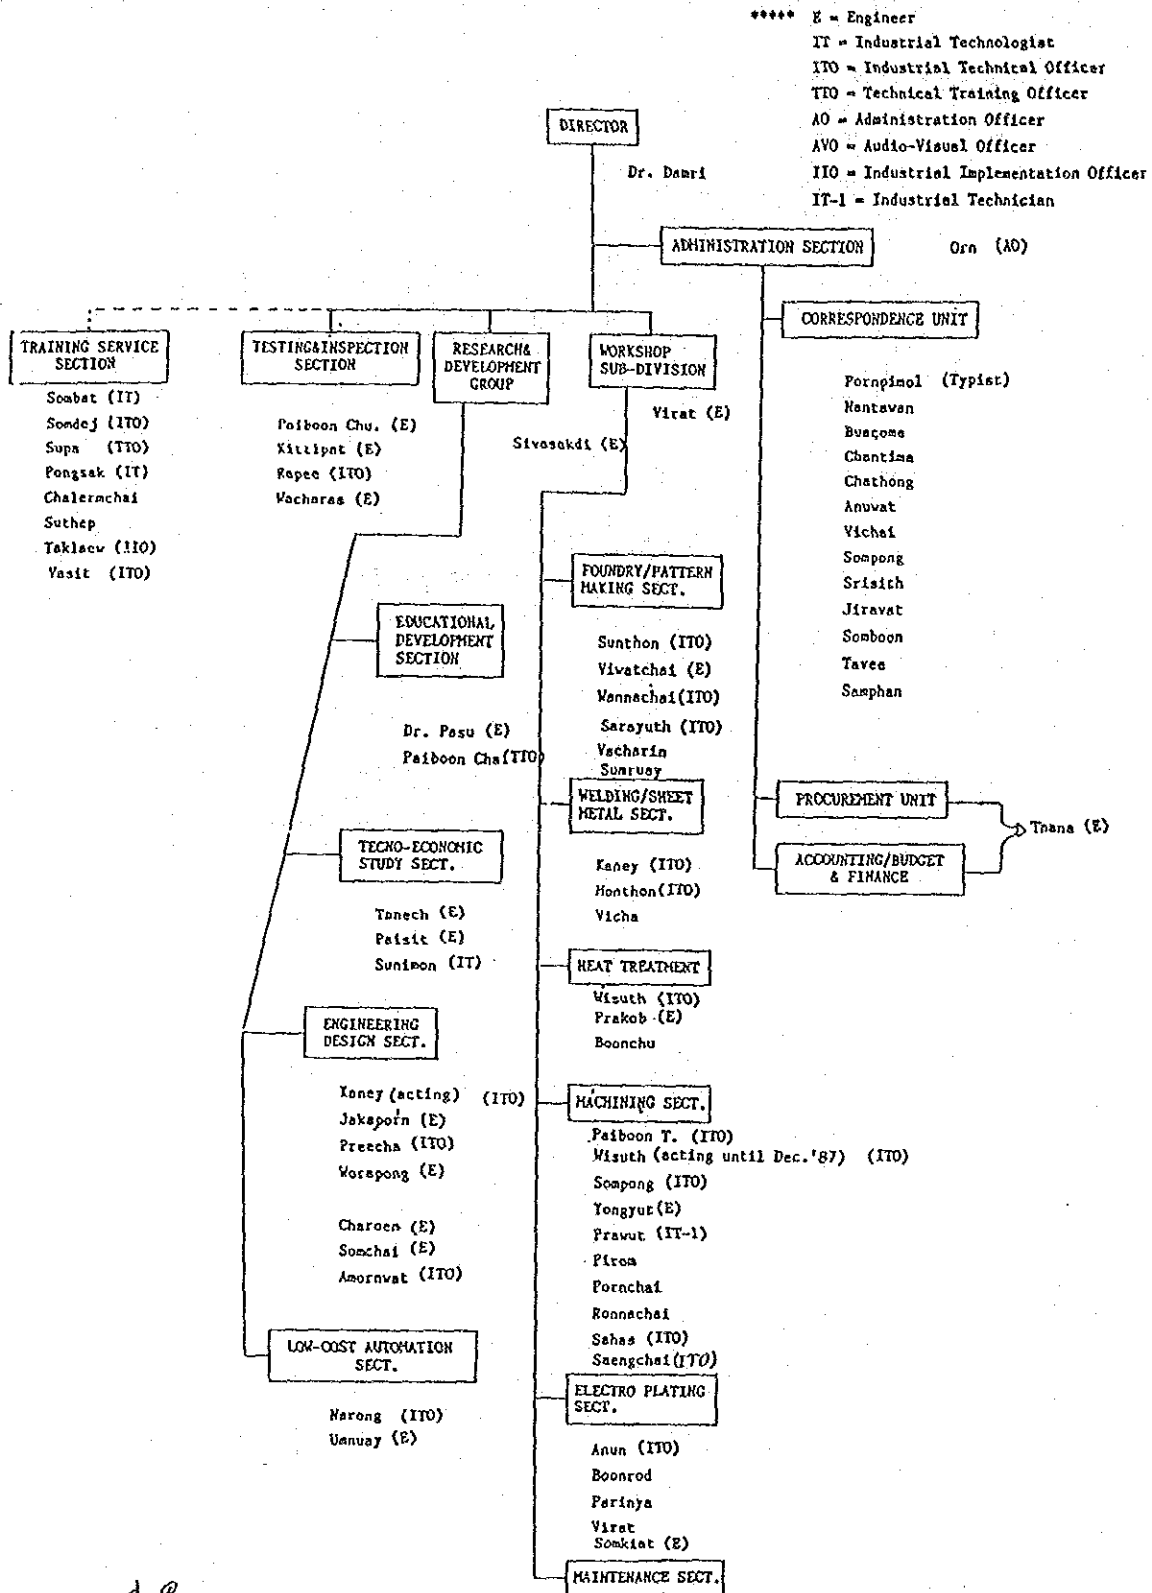 ***** E = Engineer
IT = Industrial Technologist
ITO = Industrial Technical Officer
TTO = Technical Training Officer
AO = Administration Officer
AVO = Audio-Visual Officer
IIO = Industrial Implementation Officer
IT-1 = Industrial Technician
DIRECTOR
Dr. Damri
ADMINISTRATION SECTION
Orn (AO)
CORRESPONDENCE UNIT
Pornpimol (Typist)
Nantavan
Chantima
Chathong
Anuwat
Vichai
Sompong
Srisith
Jiravat
Somboon
Tavee
Samphan
PROCUREMENT UNIT
ACCOUNTING/BUDGET
& FINANCE
(E)
TRAINING SERVICE
SECTION
Sombat (IT)
Somdej (ITO)
Supa (TTO)
Pongsak (IT)
Chalermchai
Suthep
Taklaew (IIO)
Vasit (ITO)
TESTING&INSPECTION
SECTION
Paiboon Chu. (E)
Kittipat (E)
Rapee (ITO)
Wacharas (E)
RESEARCH&
DEVELOPMENT
GROUP
WORKSHOP
SUB-DIVISION
Virat (E)
Sivasakdi (E)
EDUCATIONAL
DEVELOPMENT
SECTION
Dr. Pasu (E)
Paiboon Cha(TTO)
TECNO-ECONOMIC
STUDY SECT.
Tanech (E)
Paisit (E)
Sunimon (IT)
ENGINEERING
DESIGN SECT.
Kaney (acting) (ITO)
Jakaporn (E)
Preecha (ITO)
Worapong (E)
Charoen (E)
Somchai (E)
Amornwat (ITO)
LOW-COST AUTOMATION
SECT.
Narong (ITO)
Umnuay (E)
FOUNDRY/PATTERN
MAKING SECT.
Sunthon (ITO)
Vivatchai (E)
Wannachai(ITO)
Sarayuth (ITO)
Vacharin
Sumruay
WELDING/SHEET
METAL SECT.
Kaney (ITO)
Monthon(ITO)
Vicha
HEAT TREATMENT
Wisuth (ITO)
Prakob (E)
Boonchu
MACHINING SECT.
Paiboon T. (ITO)
Wisuth (acting until Dec.'87) (ITO)
Sompong (ITO)
Yongyut(E)
Prawut (IT-1)
Pirom
Pornchai
Ronnachai
Sahas (ITO)
Saengchai(ITO)
ELECTRO PLATING
SECT.
Anun (ITO)
Boonrod
Parinya
Virat
Somkiat (E)
MAINTENANCE SECT.